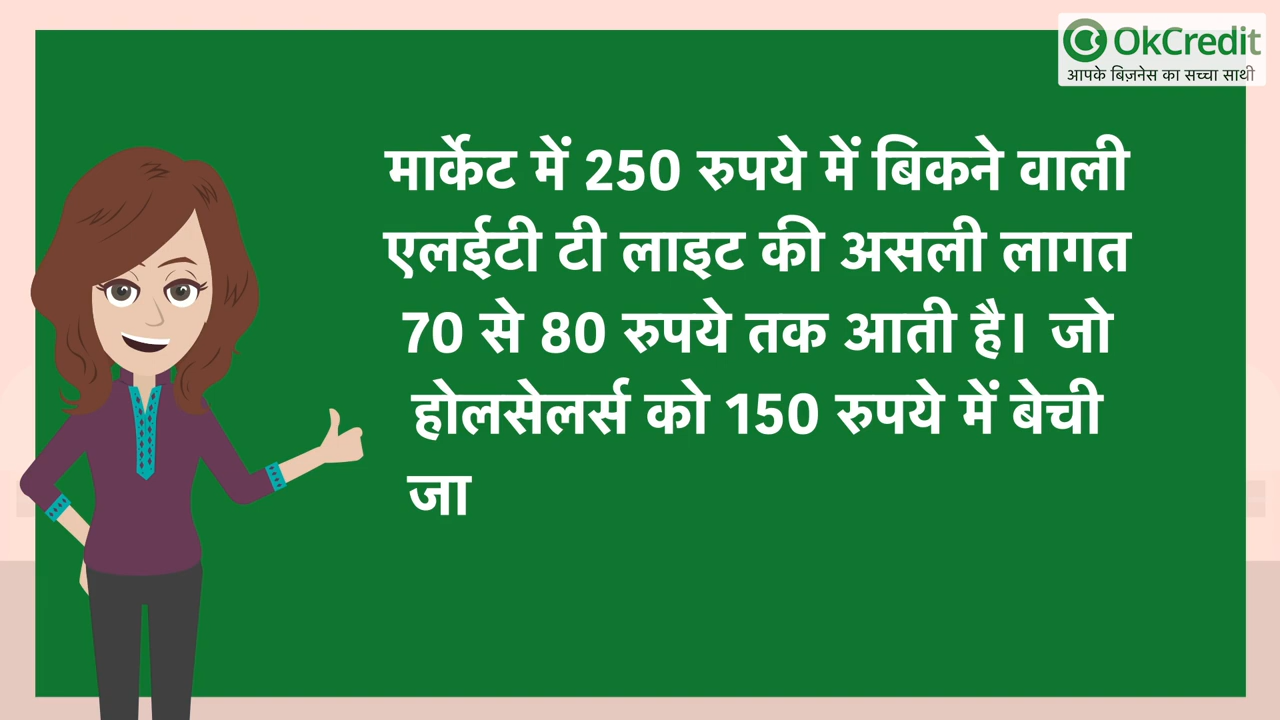 OkCredit
आपके बिज़नेस का सच्चा साथी
मार्केट में 250 रुपये में बिकने वाली
एलईटी टी लाइट की असली लागत
70 से 80 रुपये तक आती है। जो
होलसेलर्स को 150 रुपये में बेची
जा